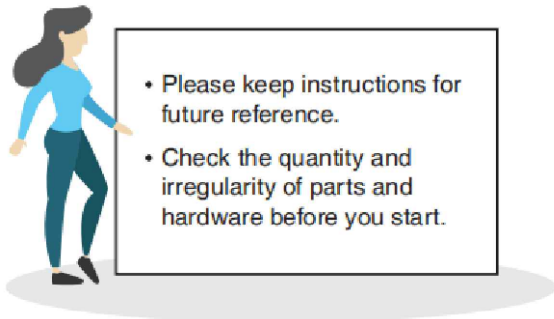 • Please keep instructions for
future reference.
• Check the quantity and
irregularity of parts and
hardware before you start.